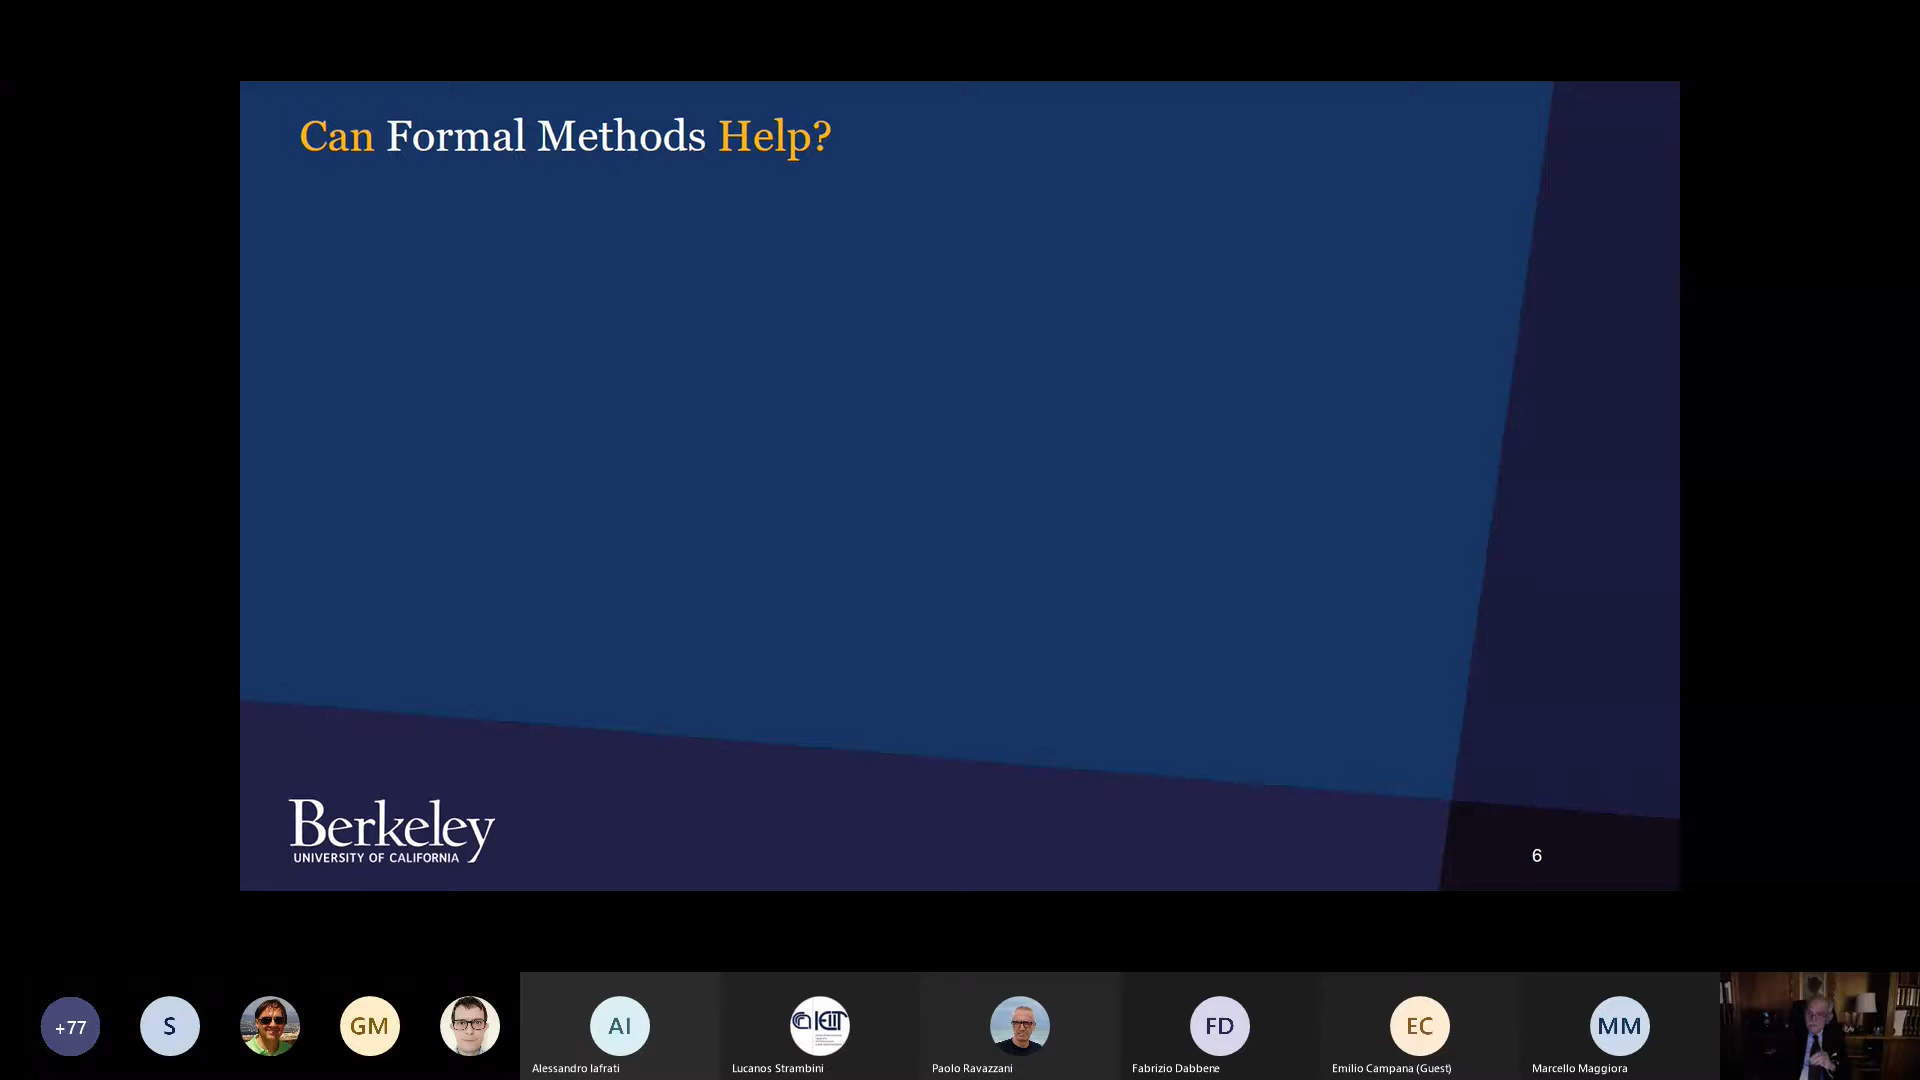 Can Formal Methods Help?
Berkeley
UNIVERSITY OF CALIFORNIA
6
+77
S
GM
AI
IEIIT
FD
EC
MM
Alessandro Iafrati
Lucanos Strambini
Paolo Ravazzani
Fabrizio Dabbene
Emilio Campana (Guest)
Marcello Maggiora